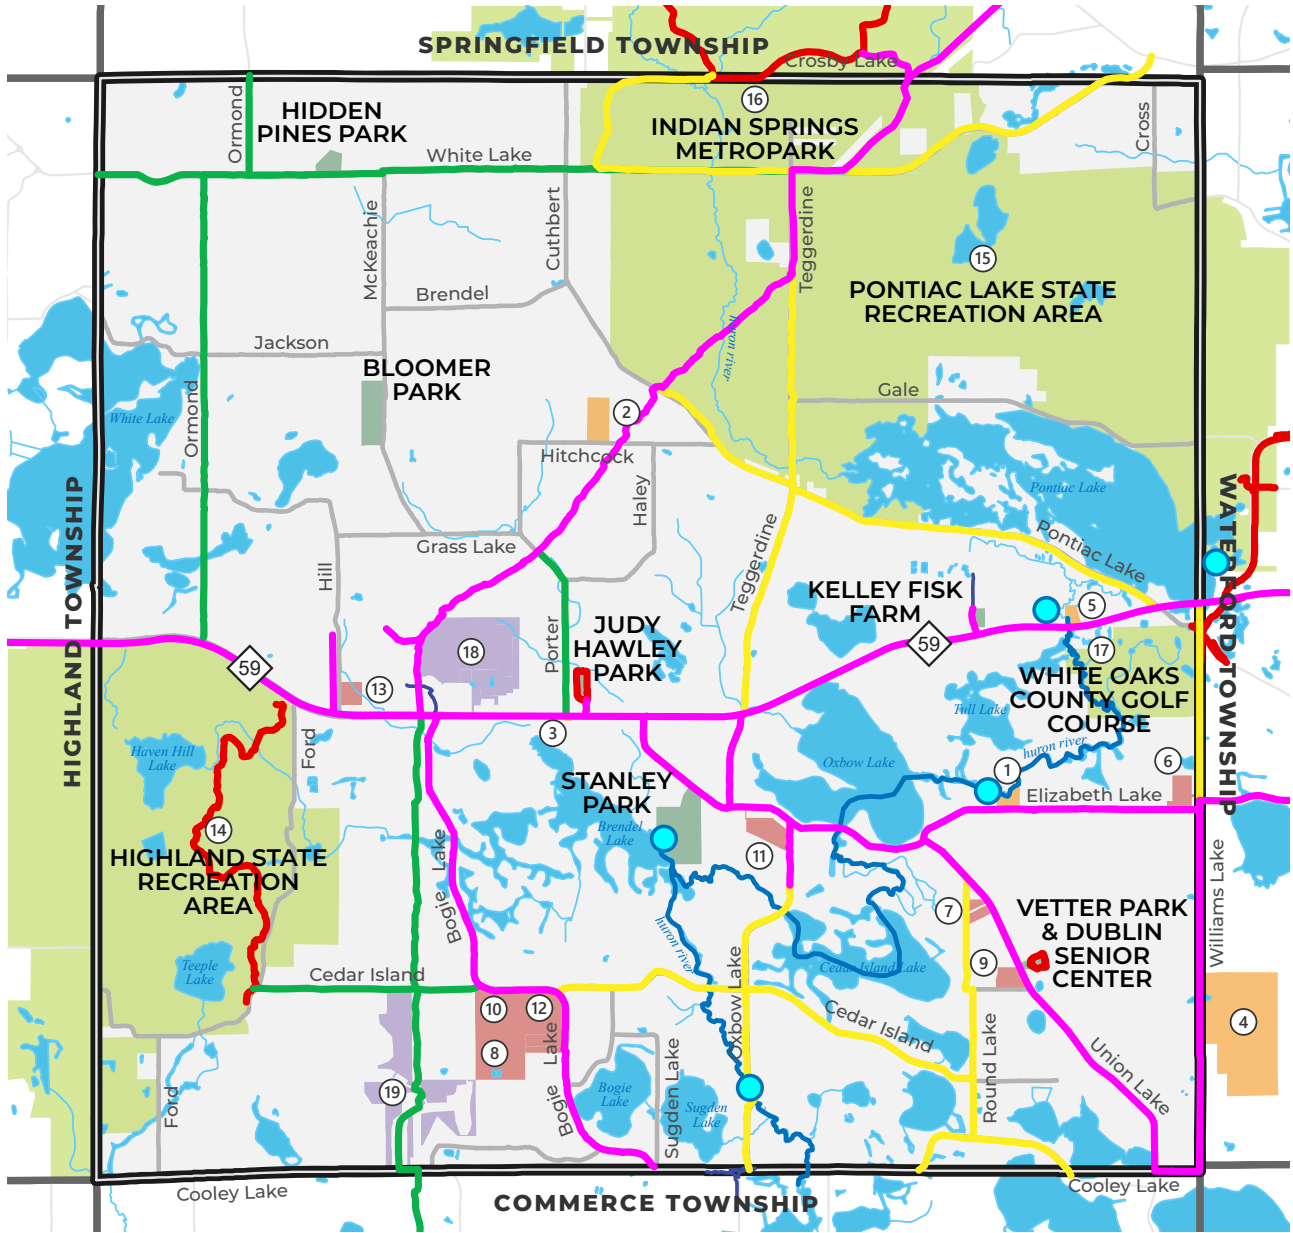 SPRINGFIELD TOWNSHIP
Crosby Lake
16
Ormond
HIDDEN
PINES PARK
INDIAN SPRINGS
METROPARK
Cross
White Lake
15
McKeachie
Cuthbert
Teggerdine
Brendel
PONTIAC LAKE STATE
RECREATION AREA
huron river
Jackson
BLOOMER
PARK
Gale
White Lake
Ormond
2
Hitchcock
Haley
Pontiac Lake
HIGHLAND TOWNSHIP
WATERFORD TOWNSHIP
Grass Lake
Pontiac Lake
Hill
Teggerdine
KELLEY FISK
FARM
5
59
17
JUDY
HAWLEY
PARK
Porter
18
59
13
WHITE OAKS
COUNTY GOLF
COURSE
Tull Lake
huron river
Ford
3
Haven Hill
Lake
Oxbow Lake
6
1
Elizabeth Lake
STANLEY
PARK
Brendel
Lake
14
HIGHLAND STATE
RECREATION
AREA
Bogie Lake
11
Williams Lake
7
VETTER PARK
& DUBLIN
SENIOR
CENTER
huron river
9
Teeple
Lake
Cedar Island
Cedar Island Lake
Oxbow Lake
10
12
4
Cedar Island
8
Bogie Lake
Sugden Lake
Round Lake
Union Lake
19
Ford
Bogie
Lake
Sugden
Lake
Cooley Lake
COMMERCE TOWNSHIP
Cooley Lake